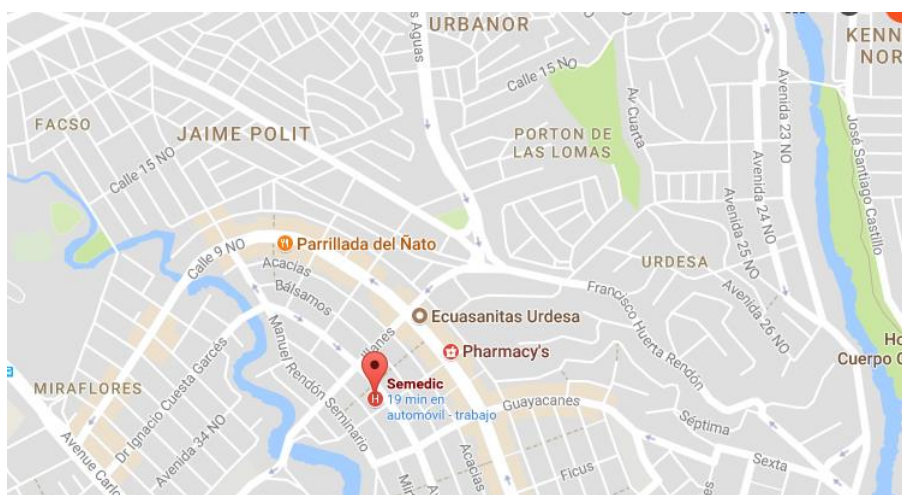 URBANOR
KENN
NOR
Aguas
Calle 15 NO
Avenida 23 NO
FACSO
JAIME POLIT
PORTON DE
LAS LOMAS
Av Cuarta
José Santiago Castillo
Calle 15 NO
Avenida 24 NO
Avenida 25 NO
Calle 9 NO
Parrillada del Ñato
Acacias
Bálsamos
URDESA
Francisco Huerta Rendón
Avenida 26 NO
Ecuasanitas Urdesa
Ho
Cuerpo C
Pharmacy's
Manuel Rendón Seminario
MIRAFLORES
Dr Ignacio Cuesta Garcés
Semedic
H
19 min en
automóvil - trabajo
Guayacanes
Séptima
Avenida 34 NO
Avenue Carlo
Acacias
Ficus
Sexta